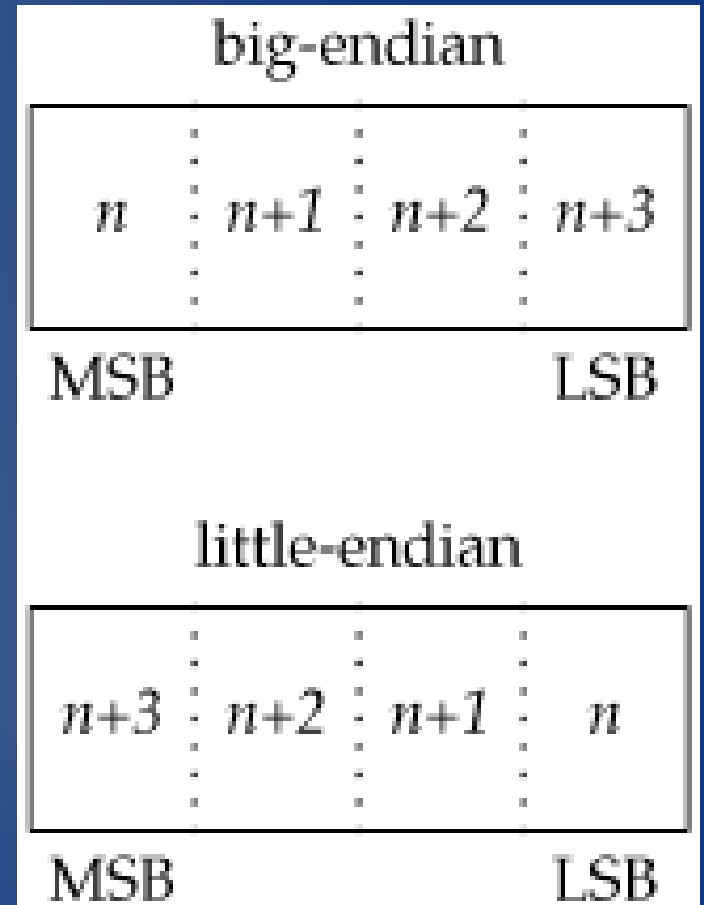 big-endian
n n+1 n+2 n+3
MSB LSB
little-endian
n+3 n+2 n+1 n
MSB LSB